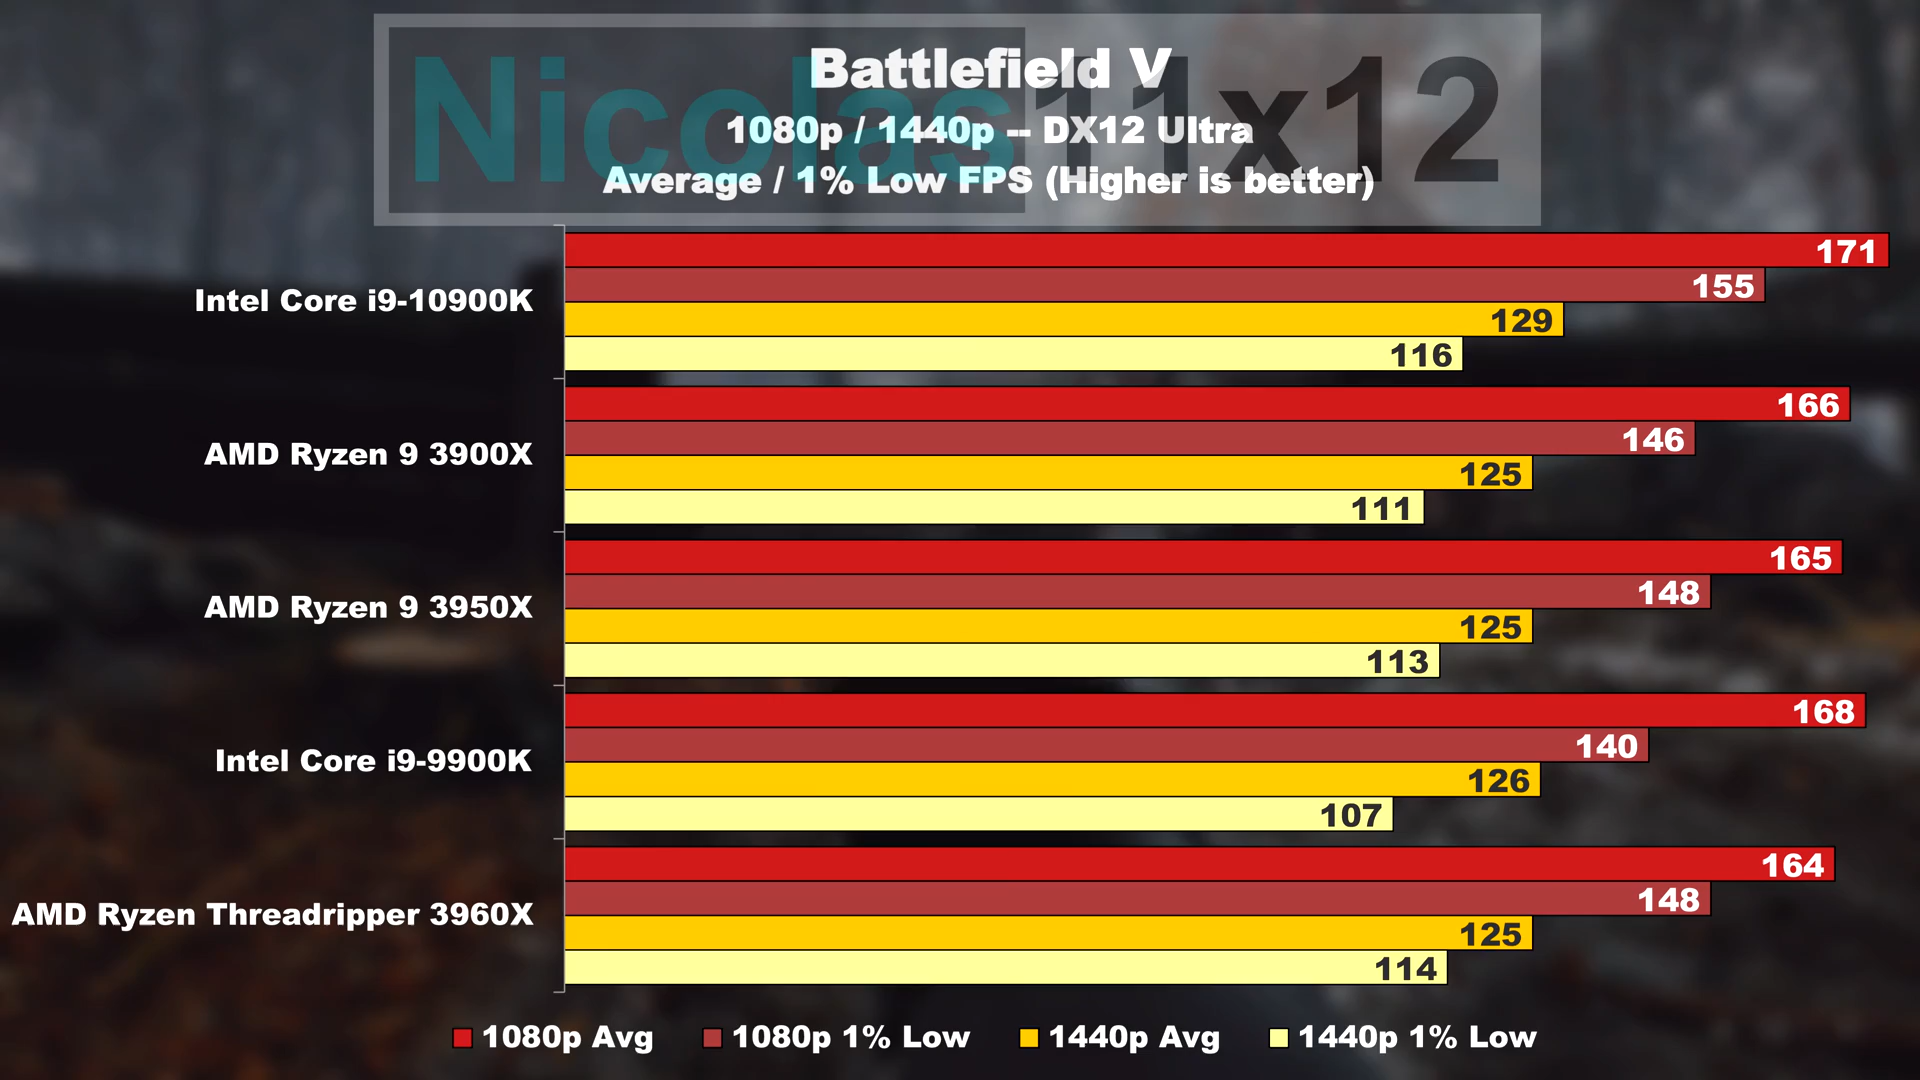 Nicolas11x12
Battlefield V
1080p / 1440p -- DX12 Ultra
Average / 1% Low FPS (Higher is better)
Intel Core i9-10900K
171
155
129
116
AMD Ryzen 9 3900X
166
146
125
111
AMD Ryzen 9 3950X
165
148
125
113
Intel Core i9-9900K
168
140
126
107
AMD Ryzen Threadripper 3960X
164
148
125
114
1080p Avg 1080p 1% Low 1440p Avg 1440p 1% Low